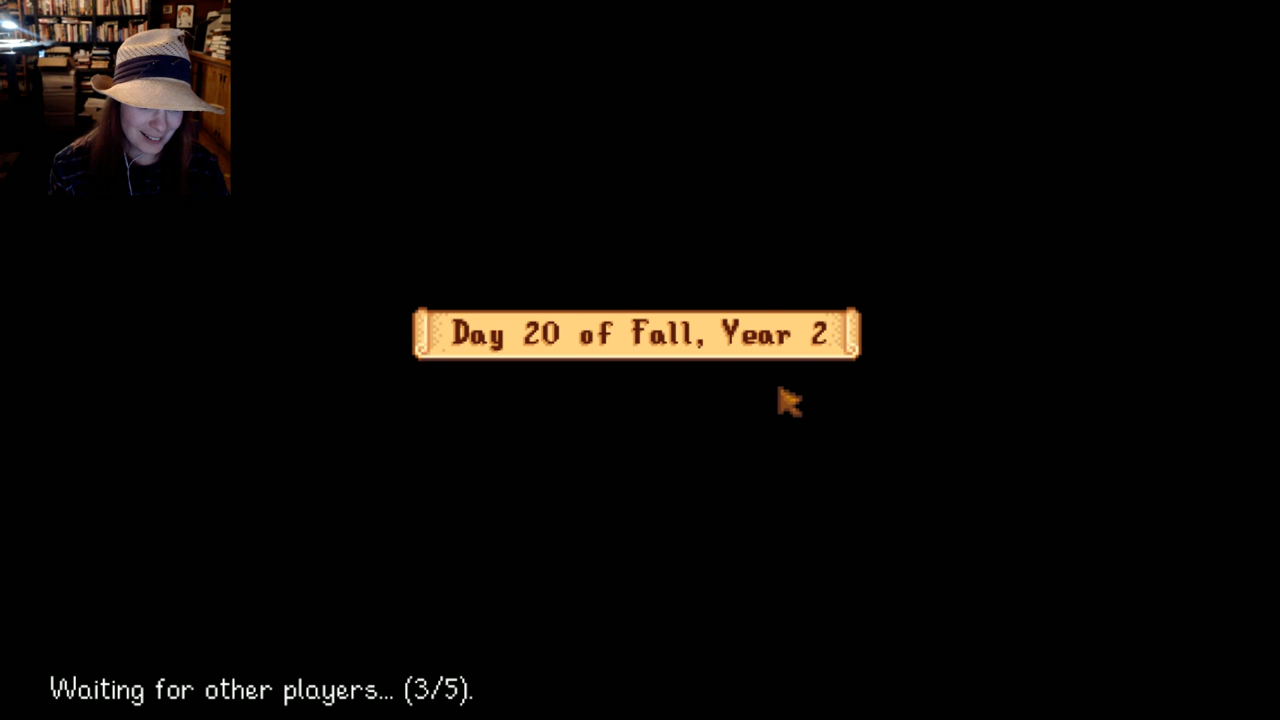 Day 20 of Fall, Year 2
Waiting for other players... (3/5).